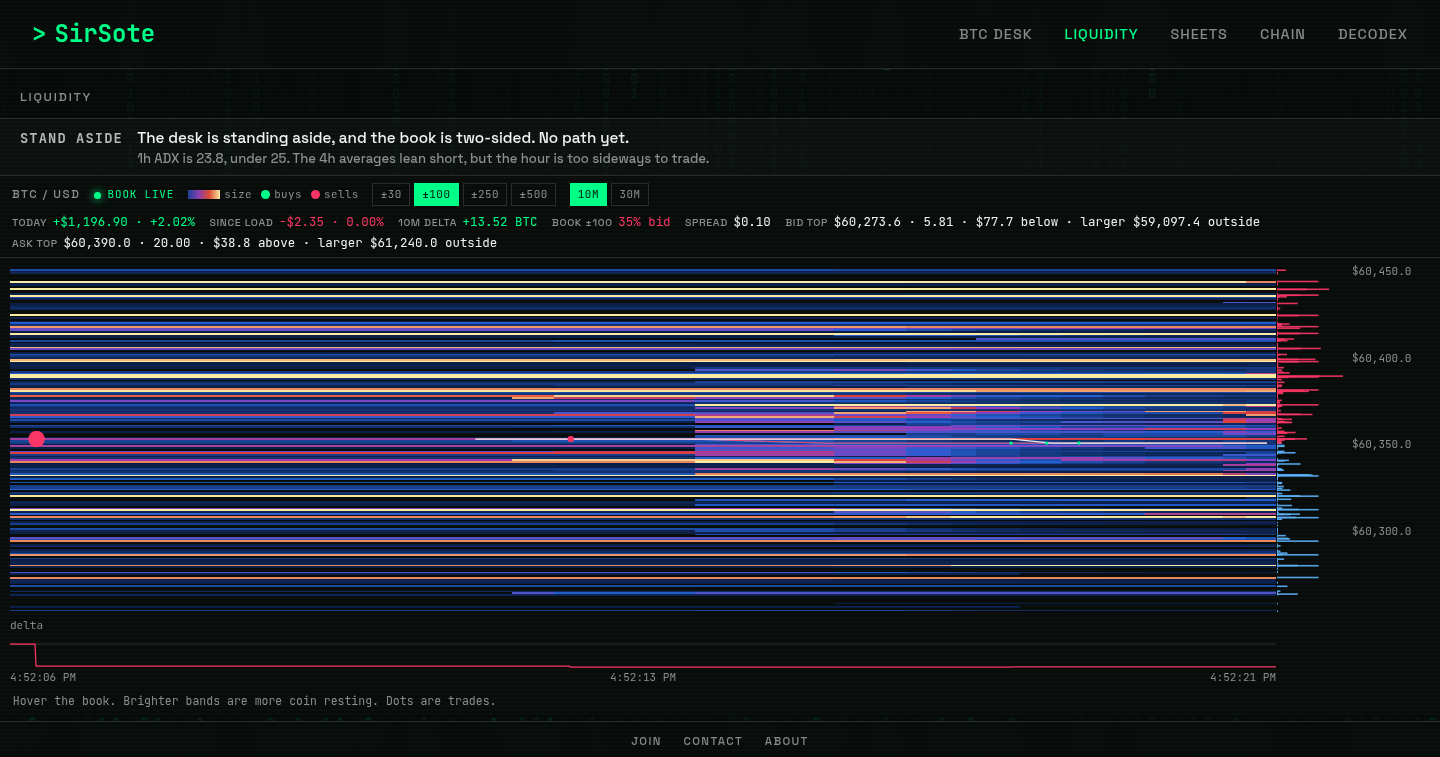 > SirSote
BTC DESK LIQUIDITY SHEETS CHAIN DECODEX
LIQUIDITY
STAND ASIDE The desk is standing aside, and the book is two-sided. No path yet.
1h ADX is 23.8, under 25. The 4h averages lean short, but the hour is too sideways to trade.
BTC / USD BOOK LIVE size buys sells ±30 ±100 ±250 ±500 10M 30M
TODAY +$1,196.90 · +2.02% SINCE LOAD -$2.35 · 0.00% 10M DELTA +13.52 BTC BOOK ±100 35% bid SPREAD $0.10 BID TOP $60,273.6 · 5.81 · $77.7 below · larger $59,097.4 outside
ASK TOP $60,390.0 · 20.00 · $38.8 above · larger $61,240.0 outside
$60,450.0
$60,400.0
$60,350.0
$60,300.0
delta
4:52:06 PM 4:52:13 PM 4:52:21 PM
Hover the book. Brighter bands are more coin resting. Dots are trades.
JOIN CONTACT ABOUT